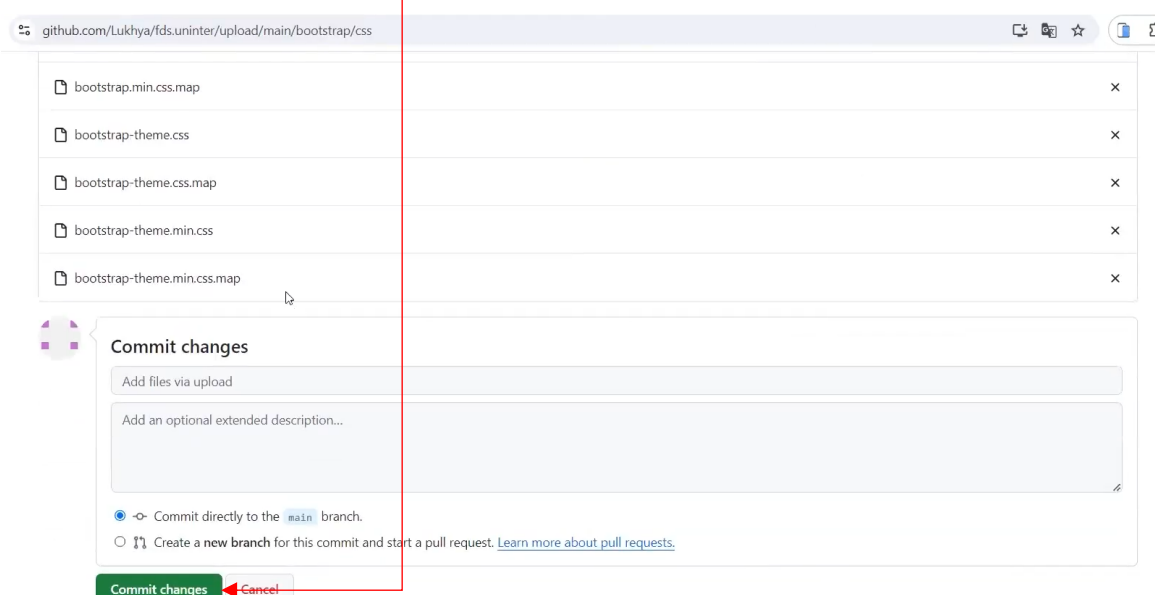 github.com/Lukhya/fds.uninter/upload/main/bootstrap/css
bootstrap.min.css.map
bootstrap-theme.css
bootstrap-theme.css.map
bootstrap-theme.min.css
bootstrap-theme.min.css.map
Commit changes
Add files via upload
Add an optional extended description...
Commit directly to the main branch.
Create a new branch for this commit and start a pull request. Learn more about pull requests.
Commit changes Cancel